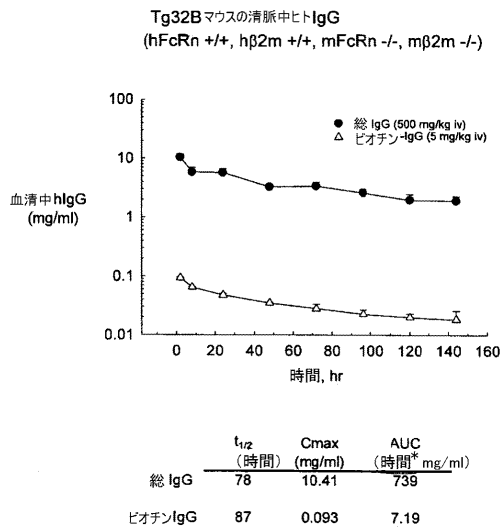 Tg32Bマウスの清脈中ヒトIgG
(hFcRn +/+, hβ2m +/+, mFcRn -/-, mβ2m -/-)
100
10
1
0.1
0.01
血清中hIgG
(mg/ml)
● 総 IgG (500 mg/kg iv)
△ ビオチン-IgG (5 mg/kg iv)
0 20 40 60 80 100 120 140 160
時間, hr
t1/2 Cmax AUC
(時間) (mg/ml) (時間* mg/ml)
総 IgG 78 10.41 739
ビオチンIgG 87 0.093 7.19